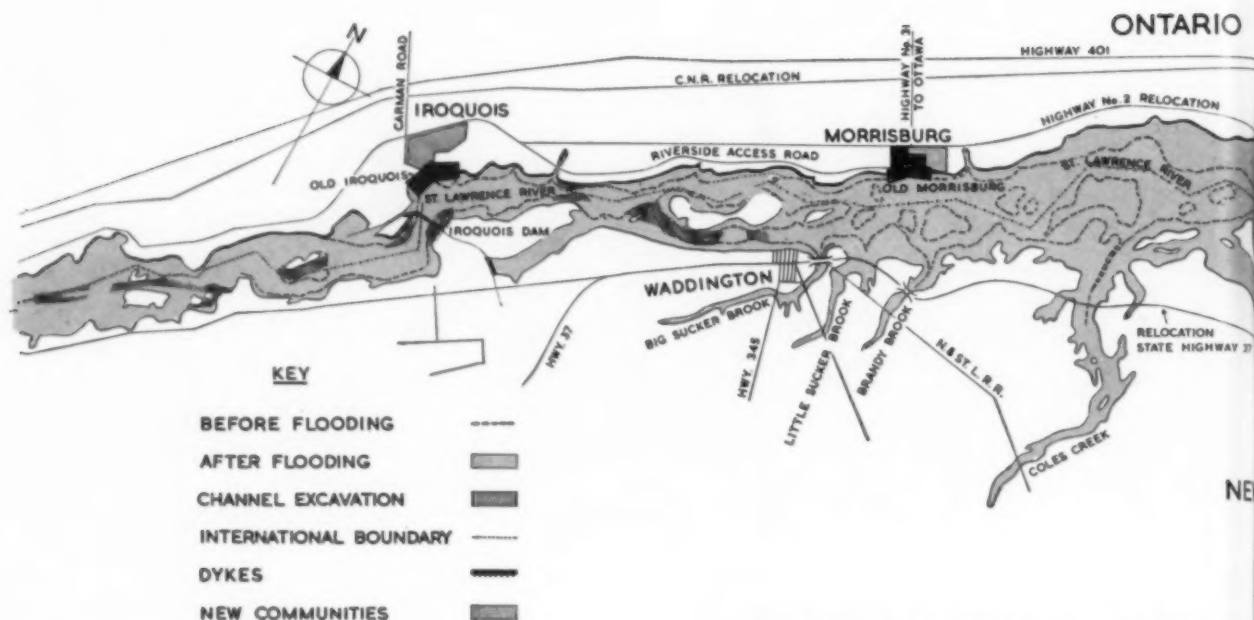 ONTARIO
N
CARMAN ROAD
HIGHWAY No. 31
TO OTTAWA
HIGHWAY 401
C.N.R. RELOCATION
HIGHWAY No. 2 RELOCATION
IROQUOIS
MORRISBURG
RIVERSIDE ACCESS ROAD
OLD IROQUOIS
ST. LAWRENCE RIVER
OLD MORRISBURG
ST. LAWRENCE
RIVER
IROQUOIS DAM
WADDINGTON
BIG SUCKER BROOK
HWY. 37
HWY. 345
LITTLE SUCKER BROOK
BRANDY BROOK
N. & ST. L. R.R.
RELOCATION
STATE HIGHWAY 37
COLES CREEK
NE
KEY
BEFORE FLOODING
AFTER FLOODING
CHANNEL EXCAVATION
INTERNATIONAL BOUNDARY
DYKES
NEW COMMUNITIES